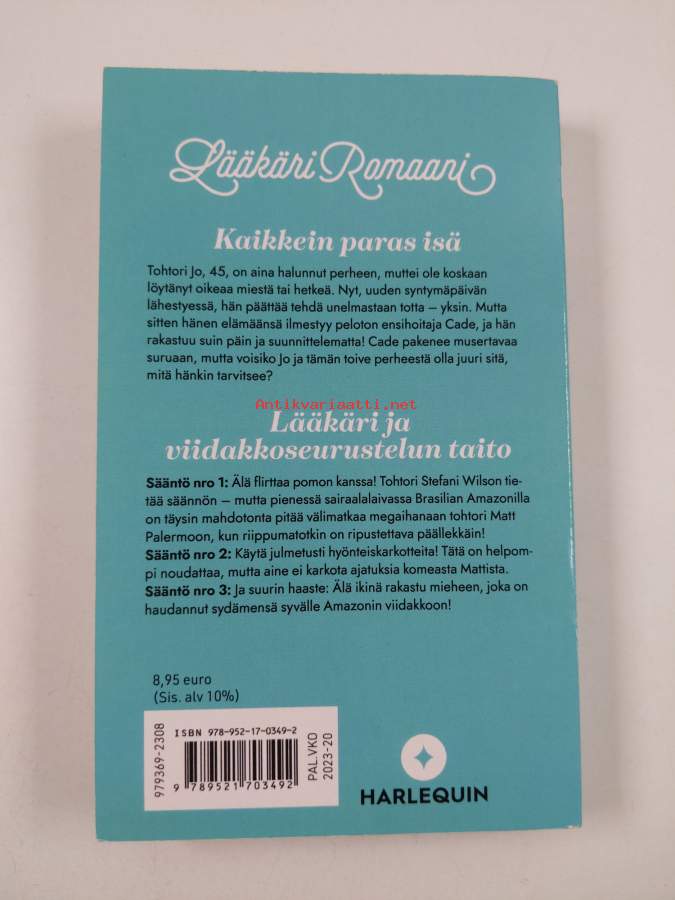 Lääkäri Romaani
Kaikkein paras isä
Tohtori Jo, 45, on aina halunnut perheen, muttei ole koskaan
löytänyt oikeaa miestä tai hetkeä. Nyt, uuden syntymäpäivän
lähestyessä, hän päättää tehdä unelmastaan totta – yksin. Mutta
sitten hänen elämäänsä ilmestyy peloton ensihoitaja Cade, ja hän
rakastuu suin päin ja suunnittelematta! Cade pakenee musertavaa
suruaan, mutta voisiko Jo ja tämän toive perheestä olla juuri sitä,
mitä hänkin tarvitsee?
Antikvariaatti.net
Lääkäri ja
viidakkoseurustelun taito
Sääntö nro 1: Älä flirttaa pomon kanssa! Tohtori Stefani Wilson tie-
tää säännön – mutta pienessä sairaalalaivassa Brasilian Amazonilla
on täysin mahdotonta pitää välimatkaa megaihanaan tohtori Matt
Palermoon, kun riippumatotkin on ripustettava päällekkäin!
Sääntö nro 2: Käytä julmetusti hyönteiskarkotteita! Tätä on helpom-
pi noudattaa, mutta aine ei karkota ajatuksia komeasta Mattista.
Sääntö nro 3: Ja suurin haaste: Älä ikinä rakastu mieheen, joka on
haudannut sydämensä syvälle Amazonin viidakkoon!
8,95 euro
(Sis. alv 10%)
979369-2308
ISBN 978-952-17-0349-2
9 789521 703492
PAL.VKO
2023-20
HARLEQUIN